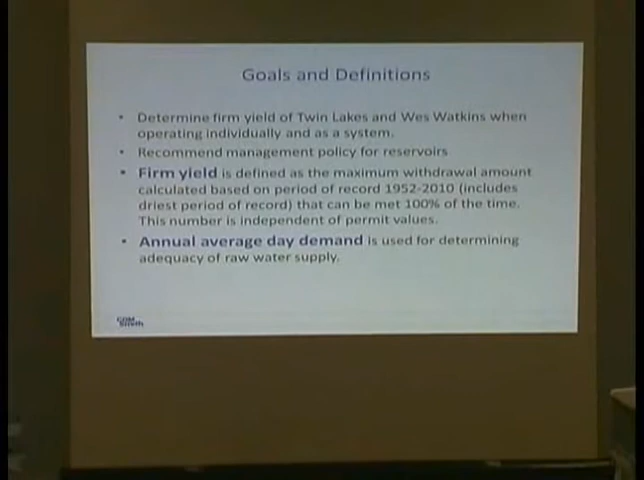 Goals and Definitions
• Determine firm yield of Twin Lakes and Wes Watkins when
operating individually and as a system.
• Recommend management policy for reservoirs
• Firm yield is defined as the maximum withdrawal amount
calculated based on period of record 1952-2010 (includes
driest period of record) that can be met 100% of the time.
This number is independent of permit values.
• Annual average day demand is used for determining
adequacy of raw water supply.
CDM
Smith